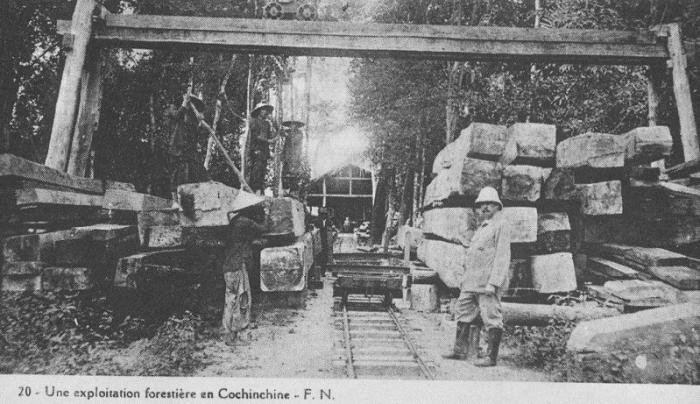 20 - Une exploitation forestière en Cochinchine - F. N.